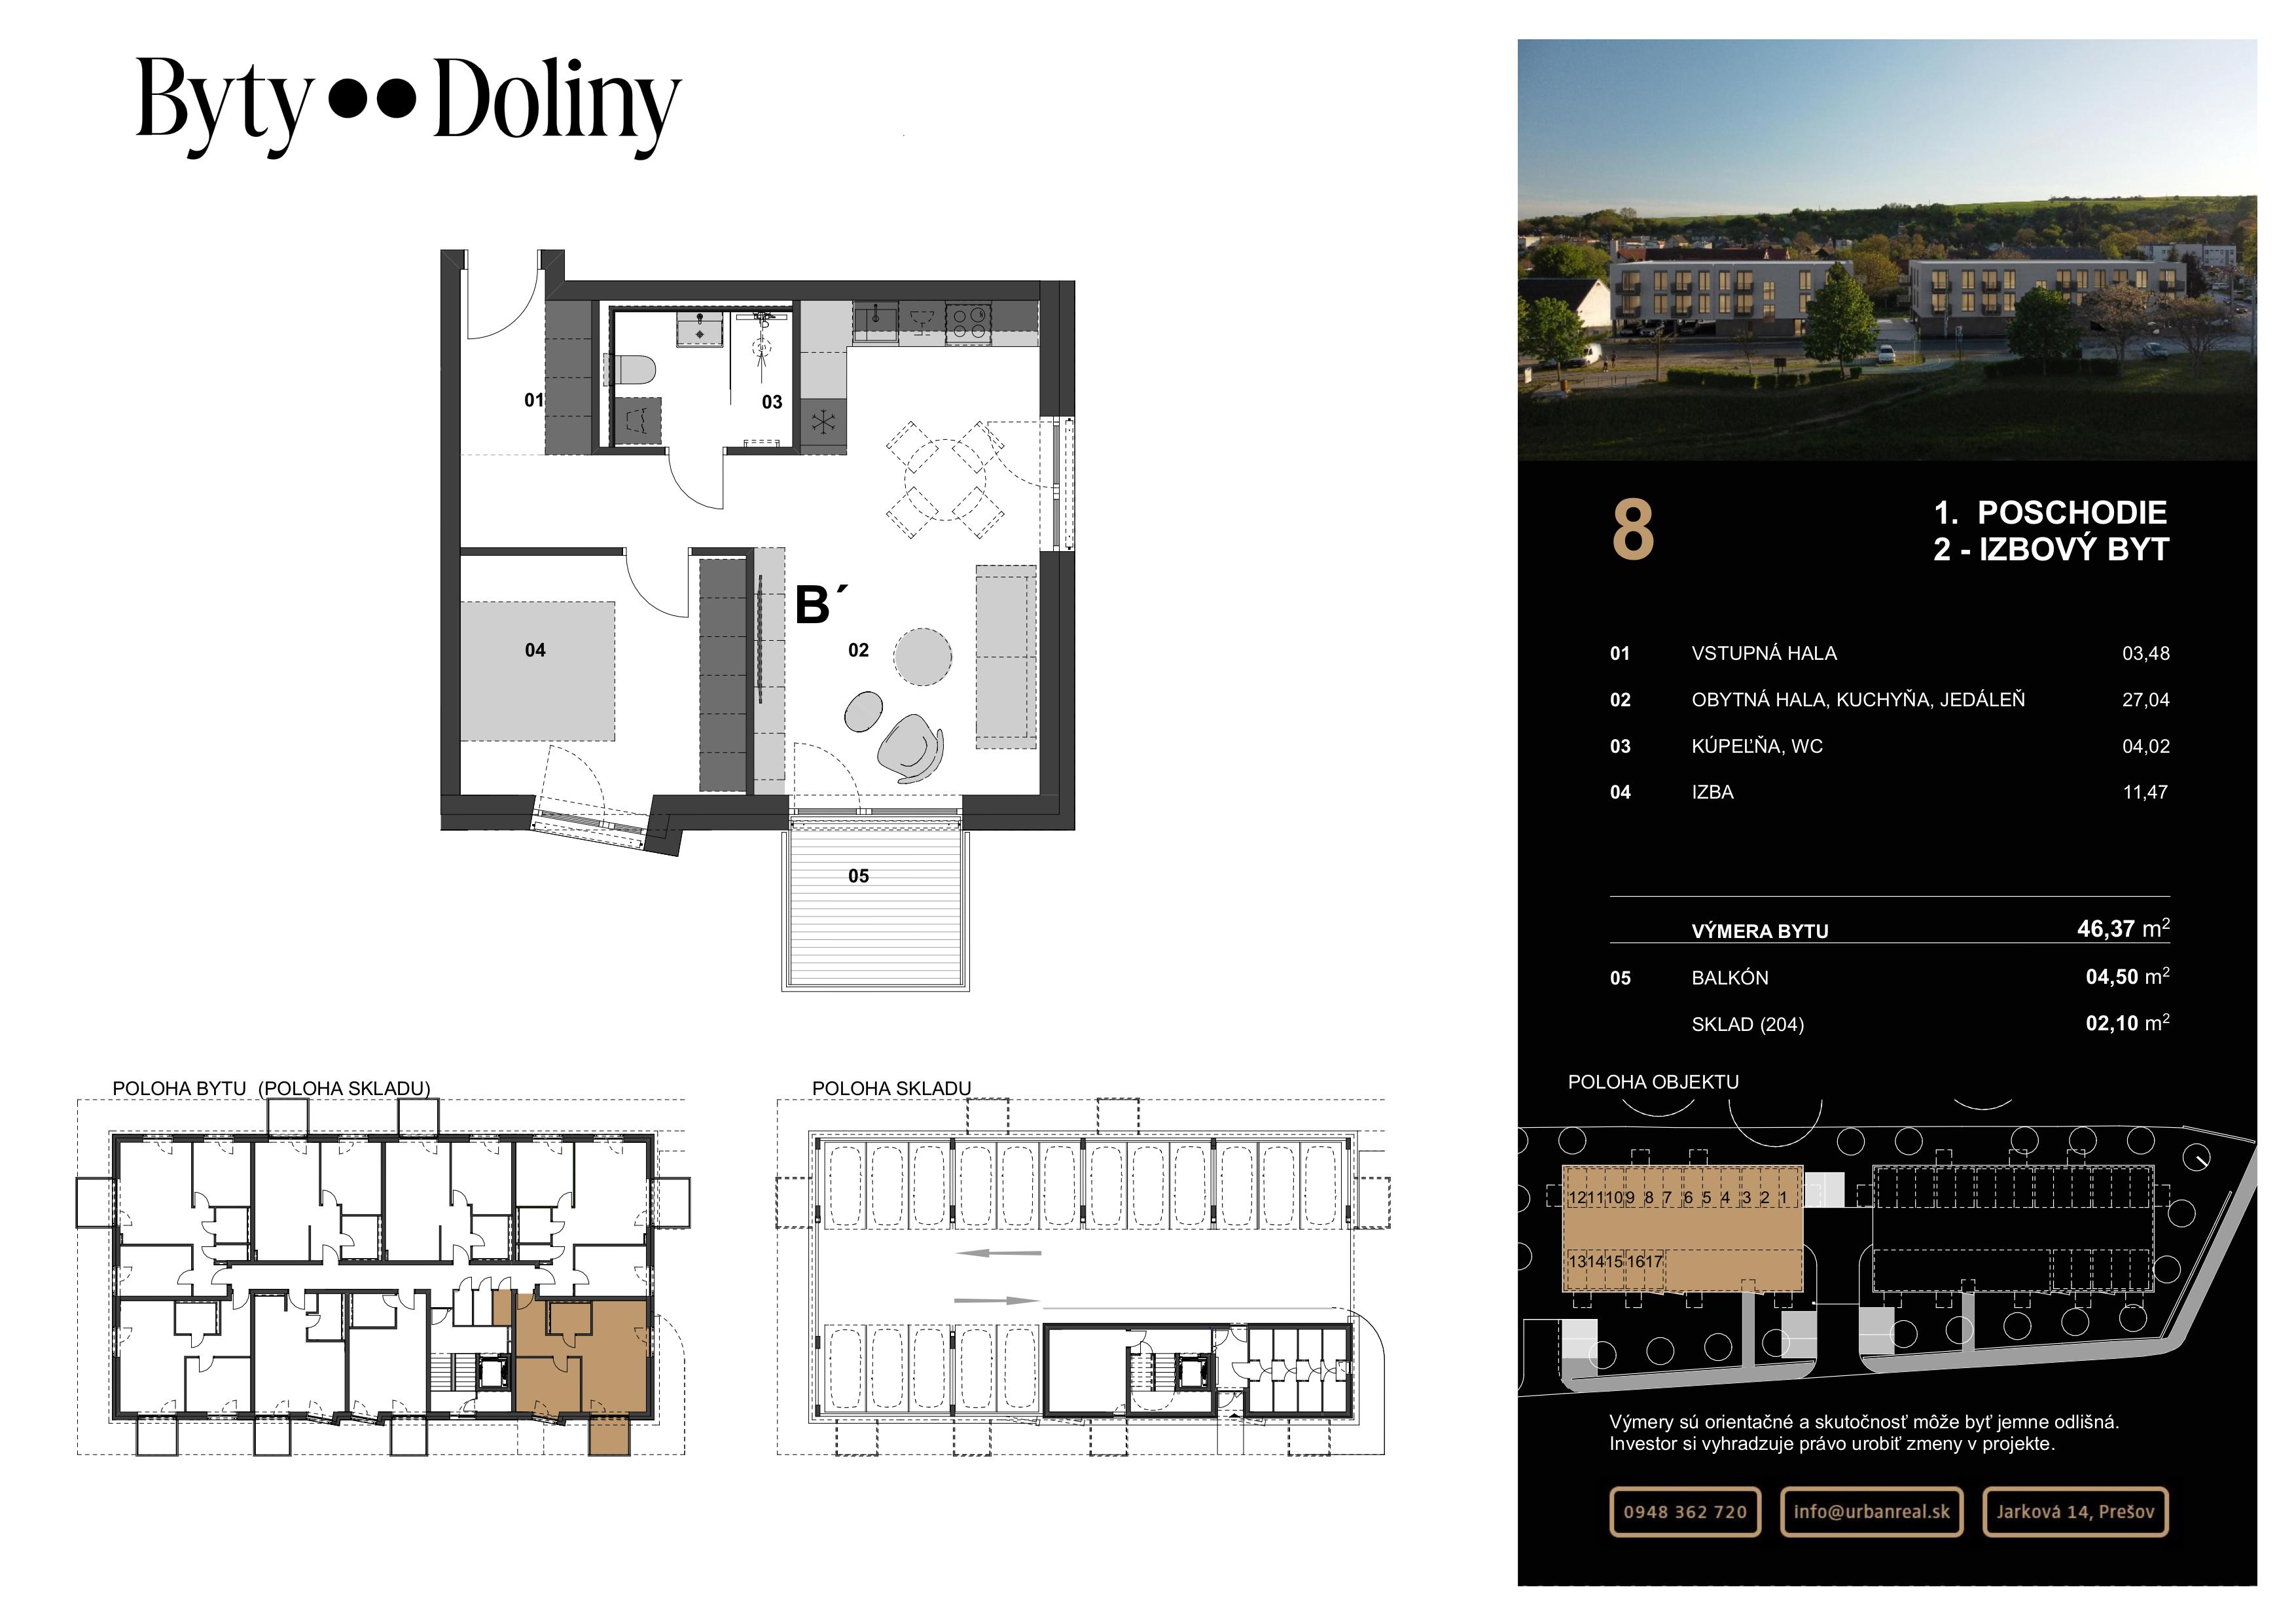 Byty •• Doliny
01
03
B´
04
02
05
POLOHA BYTU (POLOHA SKLADU)
POLOHA SKLADU
8
1. POSCHODIE
2 - IZBOVÝ BYT
01 VSTUPNÁ HALA 03,48
02 OBYTNÁ HALA, KUCHYŇA, JEDÁLEŇ 27,04
03 KÚPEĽŇA, WC 04,02
04 IZBA 11,47
VÝMERA BYTU 46,37 m²
05 BALKÓN 04,50 m²
SKLAD (204) 02,10 m²
POLOHA OBJEKTU
12 11 10 9 8 7 6 5 4 3 2 1
13 14 15 16 17
Výmery sú orientačné a skutočnosť môže byť jemne odlišná.
Investor si vyhradzuje právo urobiť zmeny v projekte.
0948 362 720 info@urbanreal.sk Jarková 14, Prešov